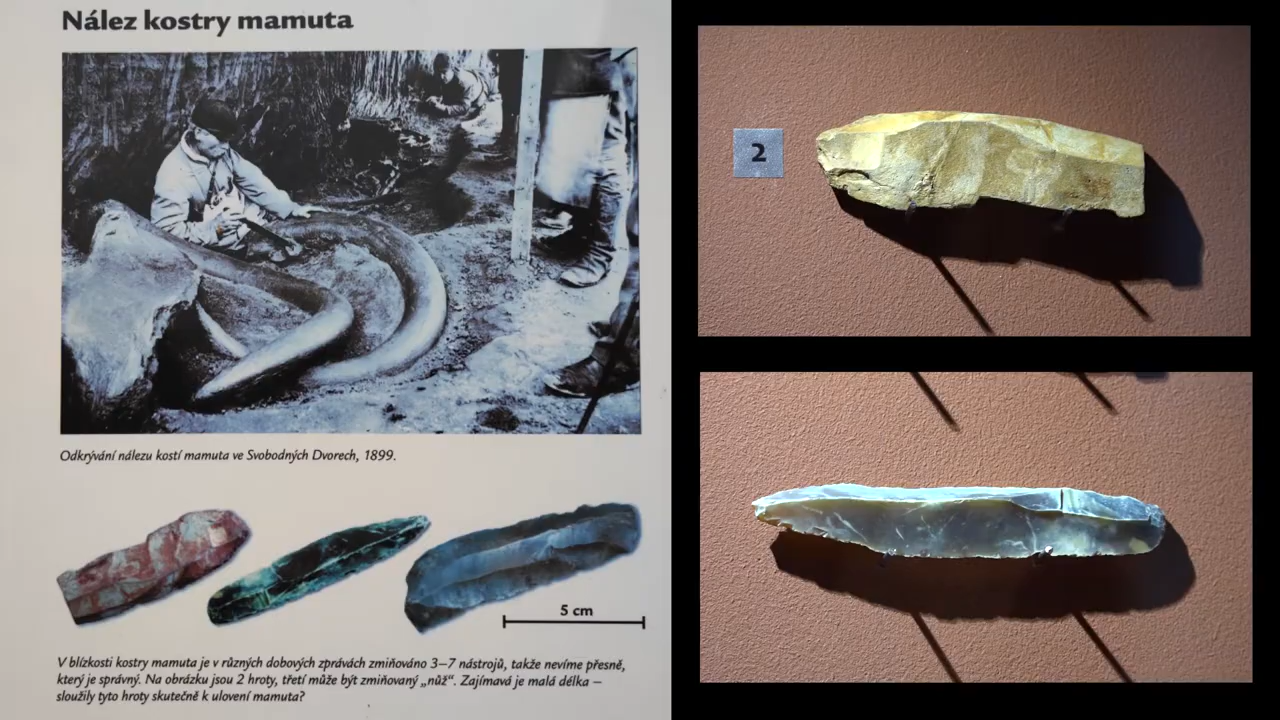 Nález kostry mamuta
Odkrývání nálezu kostí mamuta ve Svobodných Dvorech, 1899.
5 cm
V blízkosti kostry mamuta je v různých dobových zprávách zmiňováno 3–7 nástrojů, takže nevíme přesně,
který je správný. Na obrázku jsou 2 hroty, třetí může být zmiňovaný „nůž“. Zajímavá je malá délka –
sloužily tyto hroty skutečně k ulovení mamuta?
2